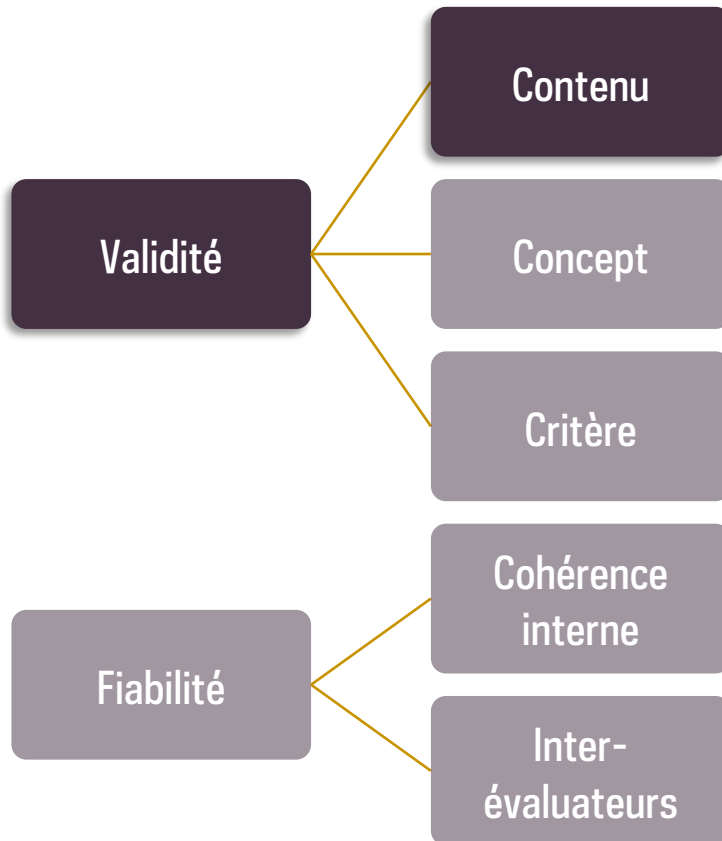 Validité
Contenu
Concept
Critère
Fiabilité
Cohérence
interne
Inter-
évaluateurs